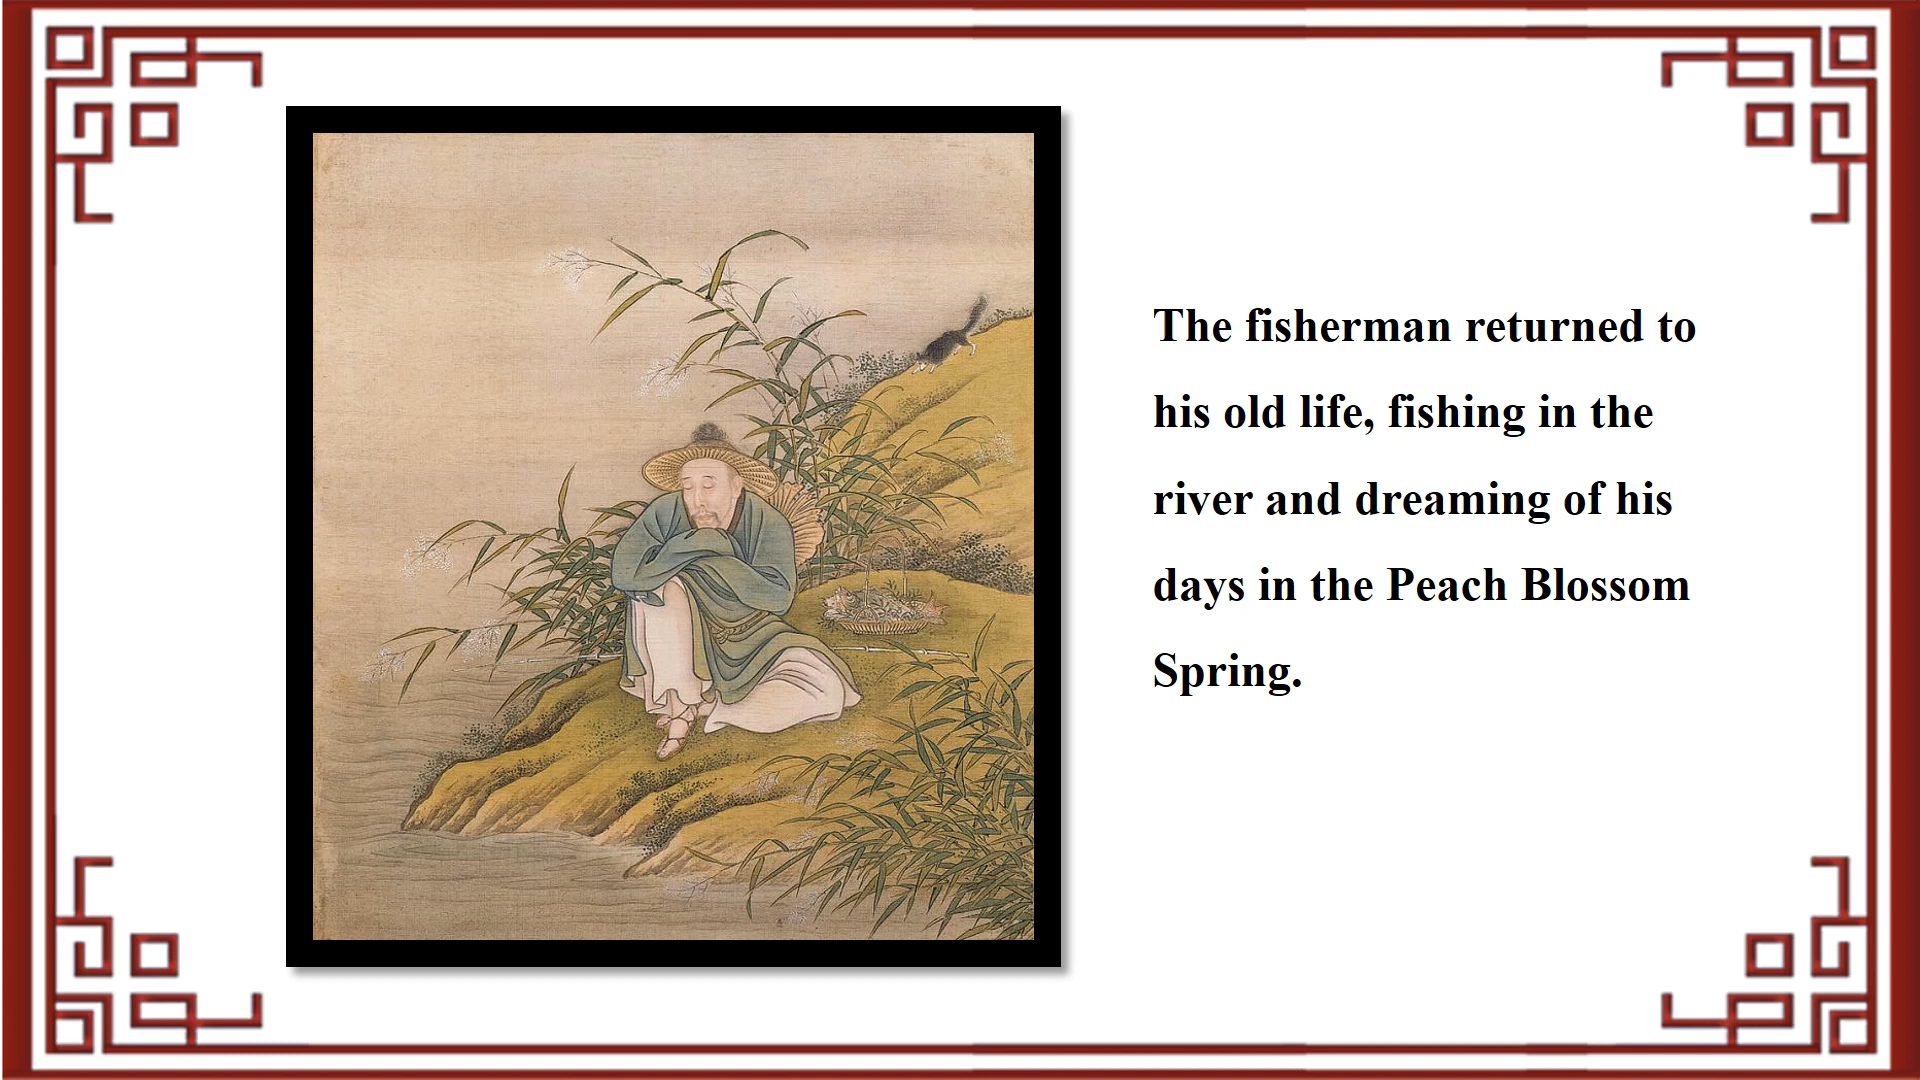 The fisherman returned to
his old life, fishing in the
river and dreaming of his
days in the Peach Blossom
Spring.